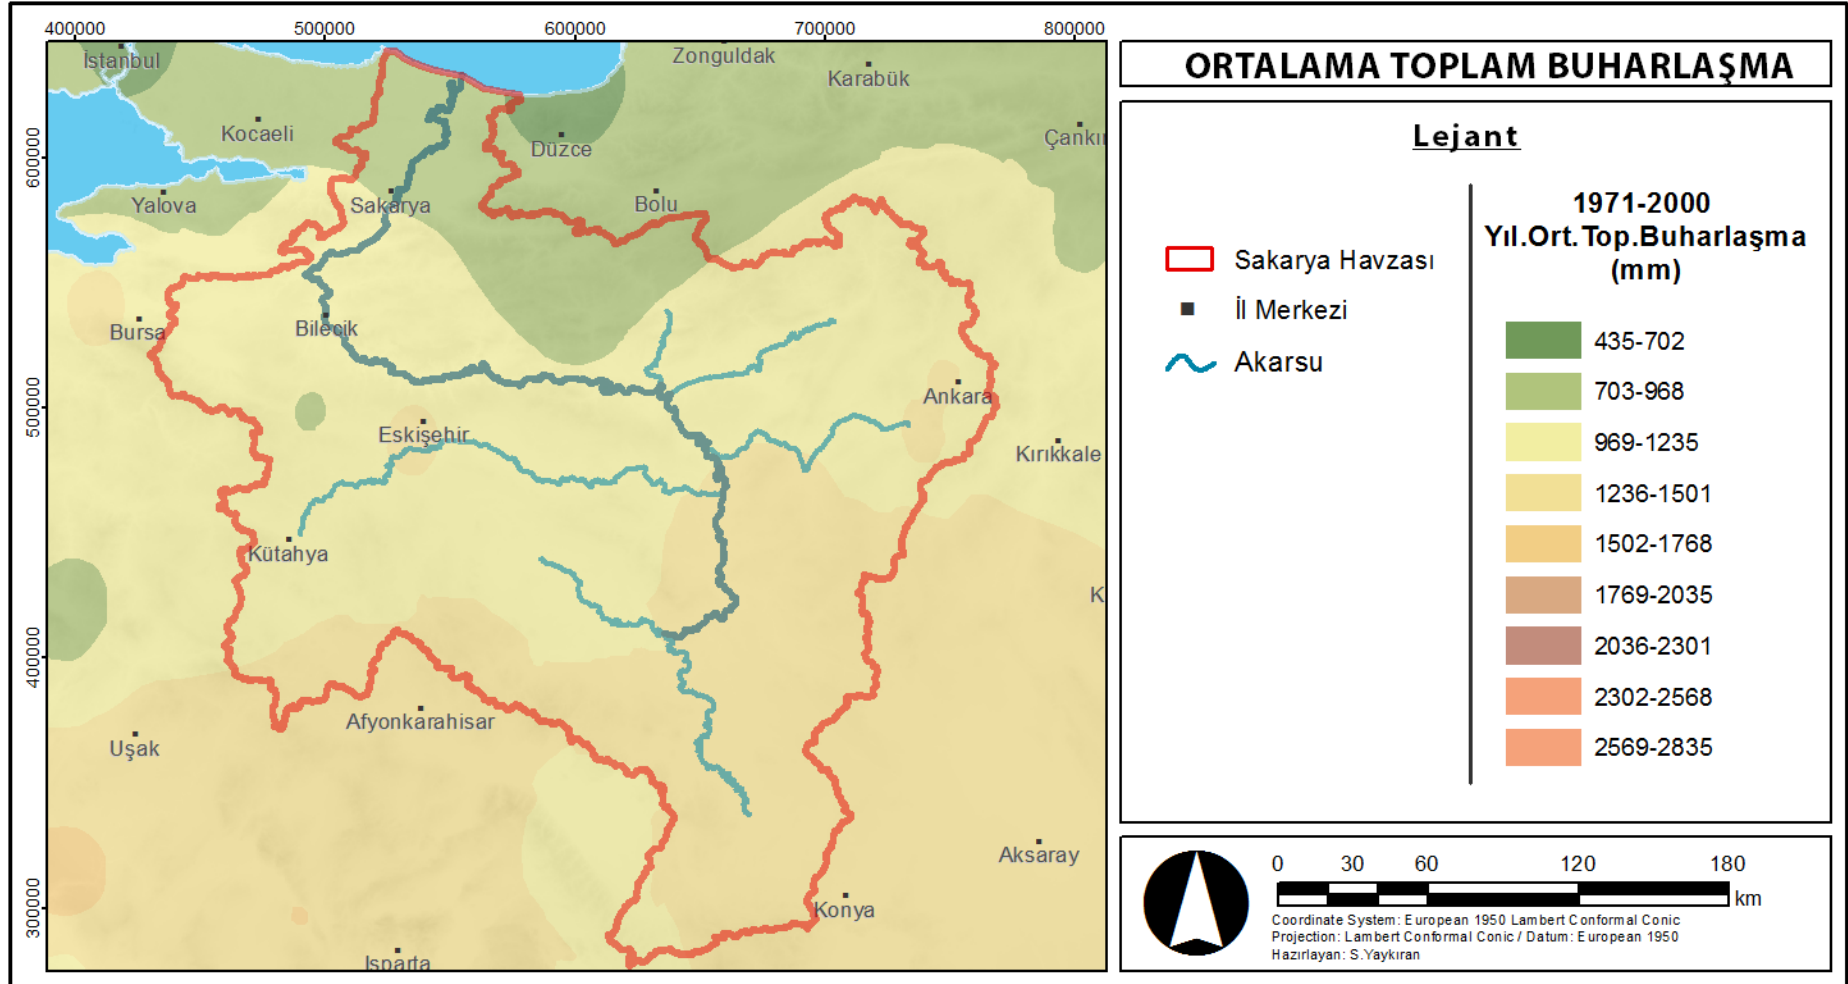 400000
500000
600000
700000
800000
ORTALAMA TOPLAM BUHARLAŞMA
İstanbul
Zonguldak
Karabük
Kocaeli
Düzce
Çankır
600000
Yalova
Sakarya
Bolu
Bursa
Bilecik
Ankara
500000
Eskişehir
Kırıkkale
Kütahya
K
400000
Afyonkarahisar
Uşak
Aksaray
300000
Konya
Isparta
Lejant
Sakarya Havzası
İl Merkezi
Akarsu
1971-2000
Yıl.Ort.Top.Buharlaşma
(mm)
435-702
703-968
969-1235
1236-1501
1502-1768
1769-2035
2036-2301
2302-2568
2569-2835
0 30 60 120 180
km
Coordinate System: European 1950 Lambert Conformal Conic
Projection: Lambert Conformal Conic / Datum: European 1950
Hazırlayan: S.Yaykıran